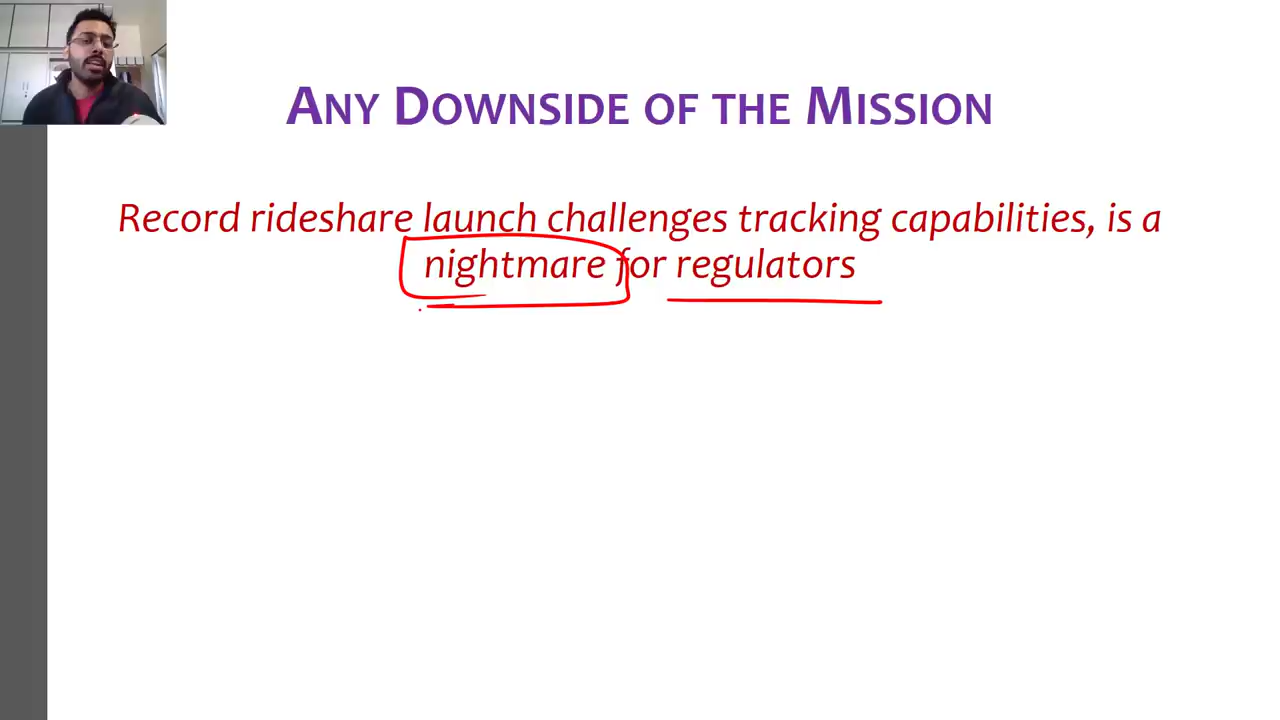 ANY DOWNSIDE OF THE MISSION
Record rideshare launch challenges tracking capabilities, is a
nightmare for regulators